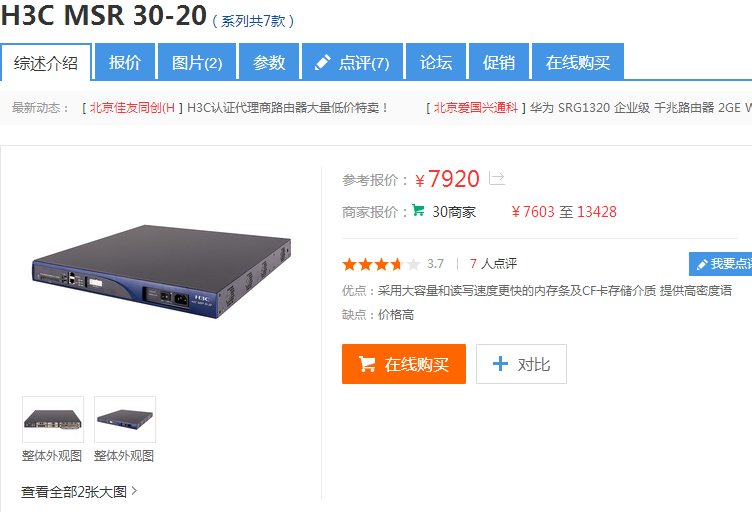 H3C MSR 30-20 ( 系列共7款 )
综述介绍 报价 图片(2) 参数 点评(7) 论坛 促销 在线购买
最新动态： [ 北京佳友同创(H ] H3C认证代理商路由器大量低价特卖！ [ 北京爱国兴通科 ] 华为 SRG1320 企业级 千兆路由器 2GE W
参考报价：￥7920
商家报价： 30商家 ￥7603 至 13428
3.7 7 人点评 我要点评
优点：采用大容量和读写速度更快的内存条及CF卡存储介质 提供高密度语
缺点：价格高
在线购买 对比
H3C
整体外观图 整体外观图
查看全部2张大图